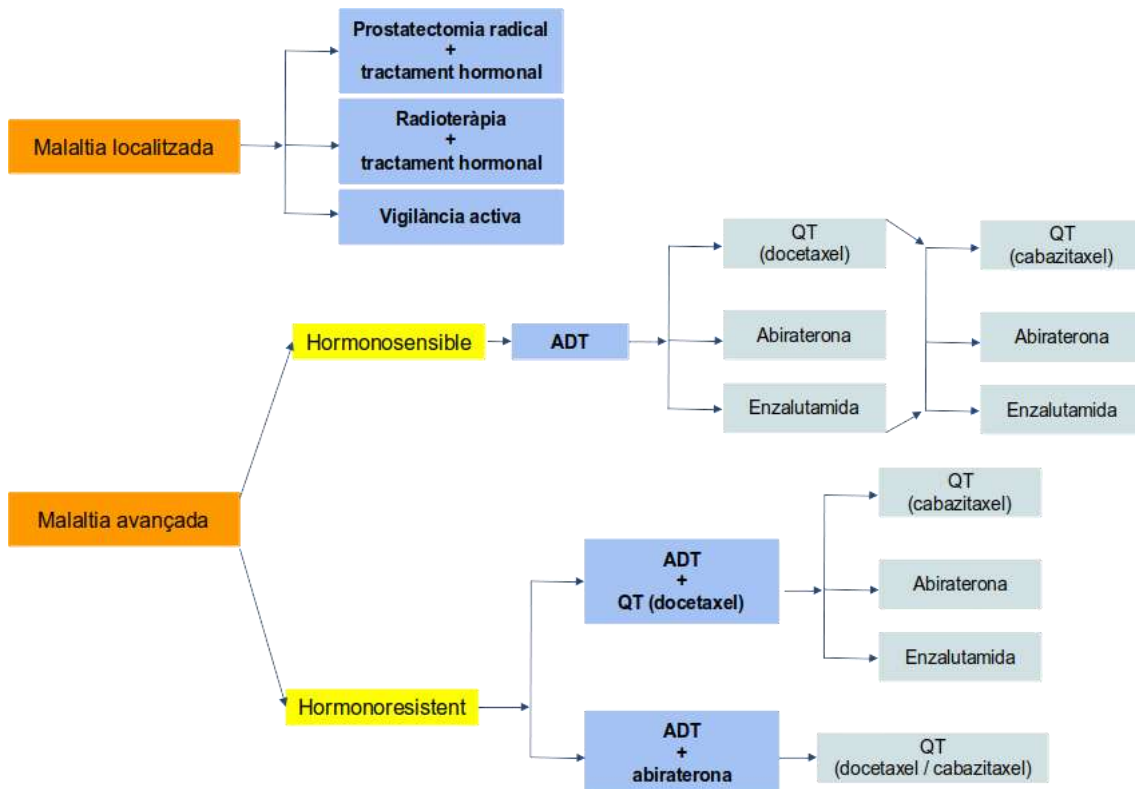 Prostatectomia radical
+
tractament hormonal
Malaltia localitzada
Radioteràpia
+
tractament hormonal
Vigilància activa
Malaltia avançada
Hormonosensible
ADT
QT
(docetaxel)
Abiraterona
Enzalutamida
QT
(cabazitaxel)
Abiraterona
Enzalutamida
Hormonoresistent
ADT
+
QT (docetaxel)
QT
(cabazitaxel)
Abiraterona
Enzalutamida
ADT
+
abiraterona
QT
(docetaxel / cabazitaxel)